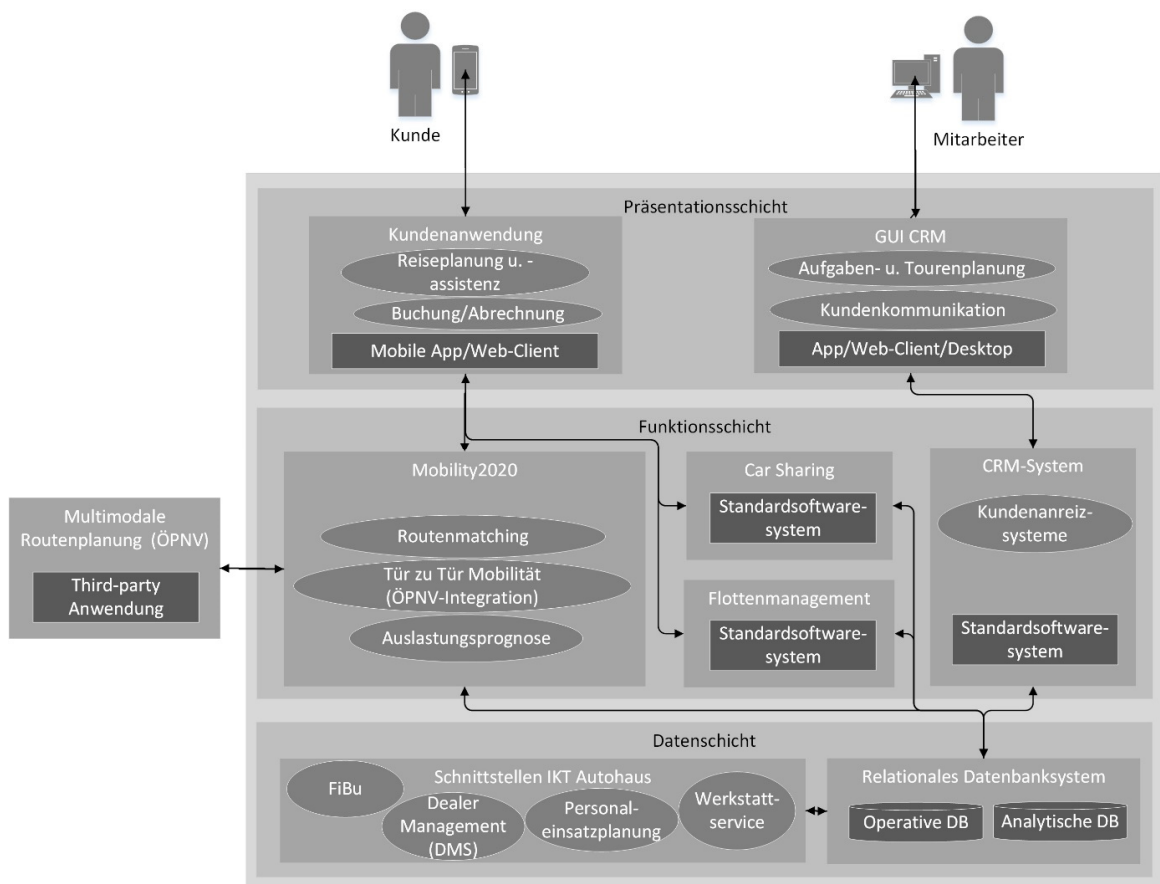 Kunde
Mitarbeiter
Präsentationsschicht
Kundenanwendung
Reiseplanung u. -
assistenz
Buchung/Abrechnung
Mobile App/Web-Client
GUI CRM
Aufgaben- u. Tourenplanung
Kundenkommunikation
App/Web-Client/Desktop
Funktionsschicht
Multimodale
Routenplanung (ÖPNV)
Third-party
Anwendung
Mobility2020
Routenmatching
Tür zu Tür Mobilität
(ÖPNV-Integration)
Auslastungsprognose
Car Sharing
Standardsoftware-
system
Flottenmanagement
Standardsoftware-
system
CRM-System
Kundenanreiz-
systeme
Standardsoftware-
system
Datenschicht
Schnittstellen IKT Autohaus
FiBu
Dealer
Management
(DMS)
Personal-
einsatzplanung
Werkstatt-
service
Relationales Datenbanksystem
Operative DB
Analytische DB